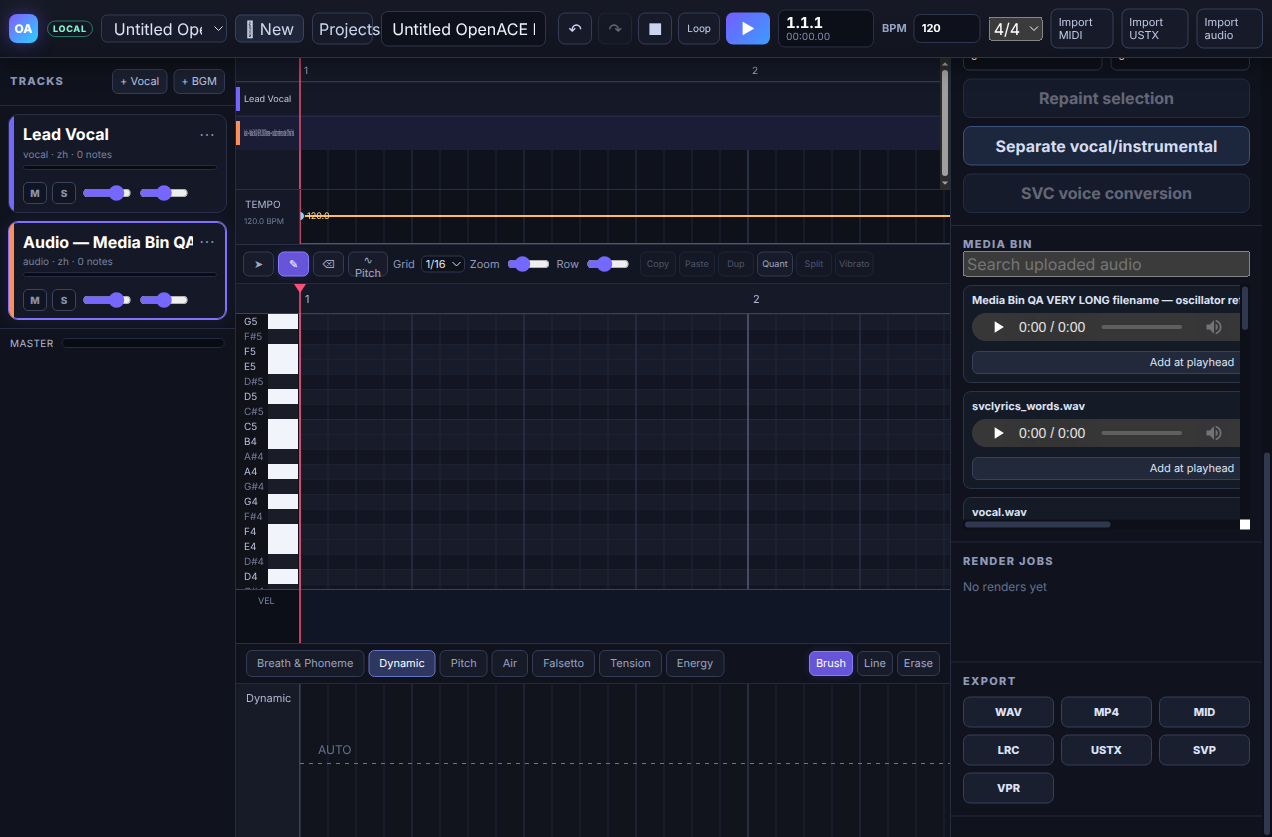 OA
LOCAL
Untitled Ope
New
Projects
Untitled OpenACE
Loop
1.1.1
00:00.00
BPM
120
4/4
Import MIDI
Import USTX
Import audio
TRACKS
+ Vocal
+ BGM
Lead Vocal
vocal · zh · 0 notes
M
S
Audio — Media Bin QA
audio · zh · 0 notes
M
S
MASTER
1
2
Lead Vocal
TEMPO
120.0 BPM
120.0
Pitch
Grid
1/16
Zoom
Row
Copy
Paste
Dup
Quant
Split
Vibrato
1
2
G5
F#5
F5
E5
D#5
D5
C#5
C5
B4
A#4
A4
G#4
G4
F#4
F4
E4
D#4
D4
VEL
Breath & Phoneme
Dynamic
Pitch
Air
Falsetto
Tension
Energy
Brush
Line
Erase
Dynamic
AUTO
Repaint selection
Separate vocal/instrumental
SVC voice conversion
MEDIA BIN
Search uploaded audio
Media Bin QA VERY LONG filename — oscillator re
0:00 / 0:00
Add at playhead
svclyrics_words.wav
0:00 / 0:00
Add at playhead
vocal.wav
RENDER JOBS
No renders yet
EXPORT
WAV
MP4
MID
LRC
USTX
SVP
VPR